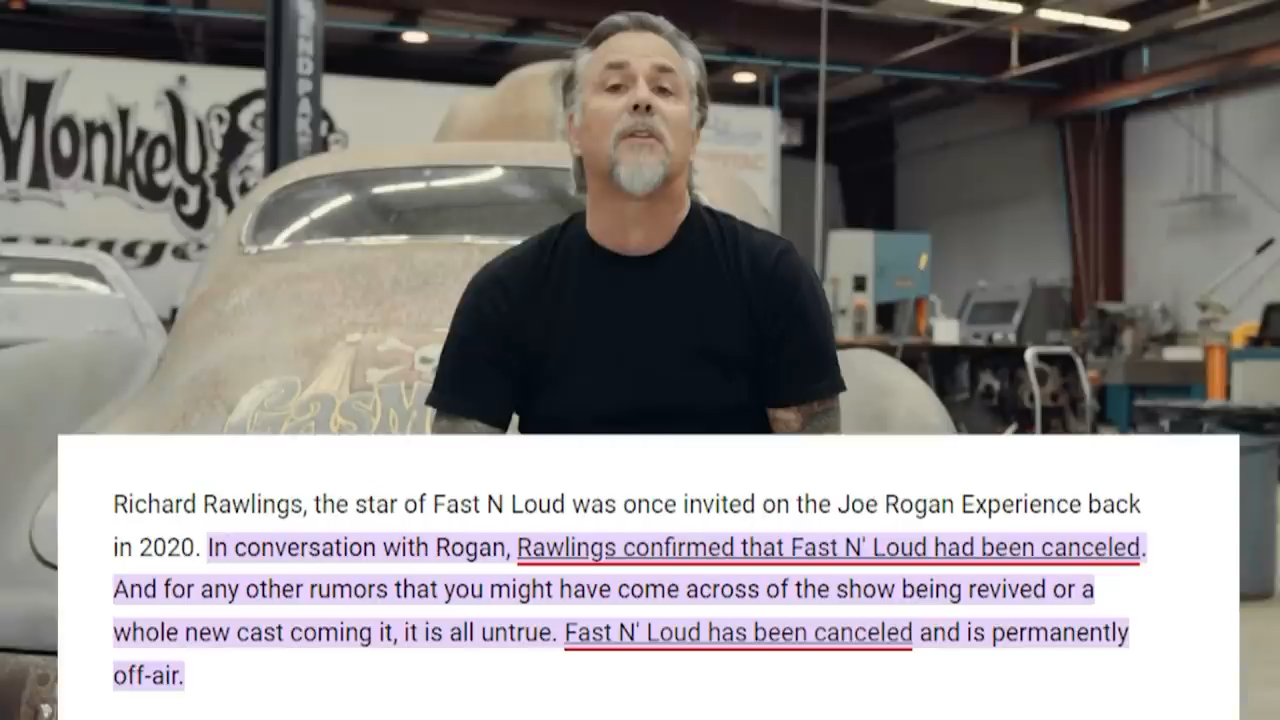 Monkey
GasM
Richard Rawlings, the star of Fast N Loud was once invited on the Joe Rogan Experience back
in 2020. In conversation with Rogan, Rawlings confirmed that Fast N' Loud had been canceled.
And for any other rumors that you might have come across of the show being revived or a
whole new cast coming it, it is all untrue. Fast N' Loud has been canceled and is permanently
off-air.